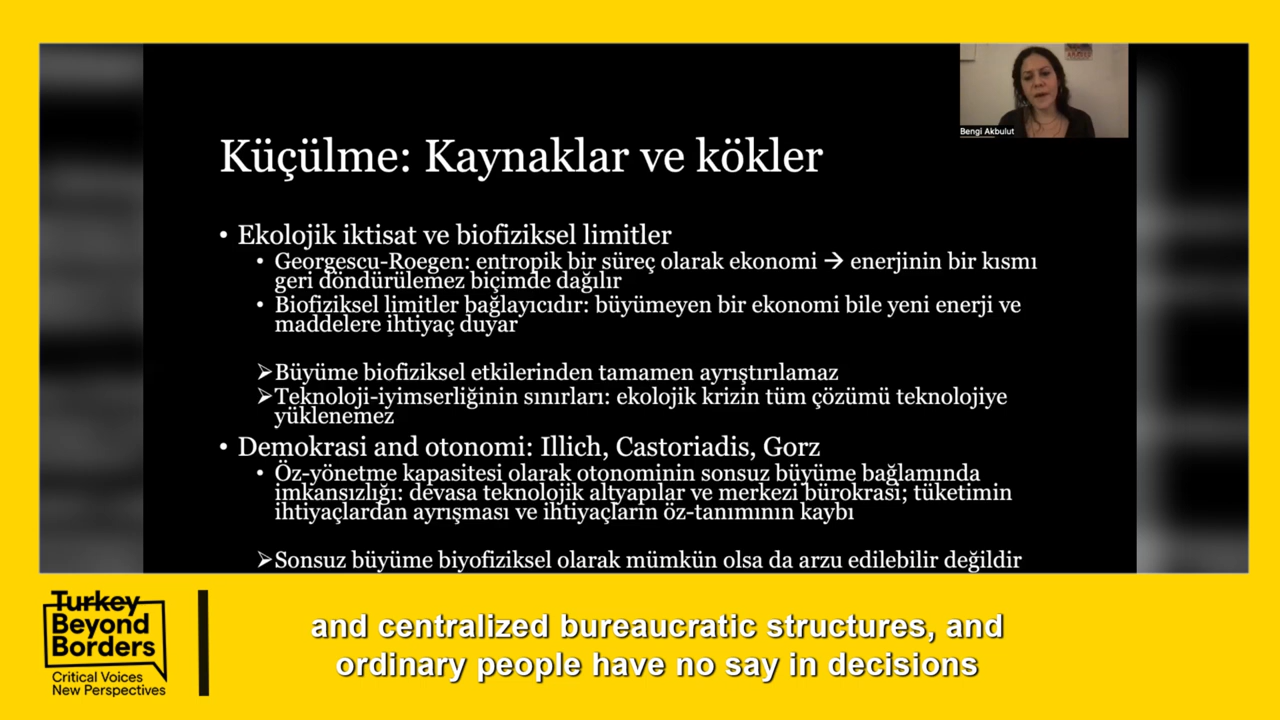 Bengi Akbulut
Küçülme: Kaynaklar ve kökler
• Ekolojik iktisat ve biofiziksel limitler
• Georgescu-Roegen: entropik bir süreç olarak ekonomi → enerjinin bir kısmı
geri döndürülemez biçimde dağılır
• Biofiziksel limitler bağlayıcıdır: büyümeyen bir ekonomi bile yeni enerji ve
maddelere ihtiyaç duyar
➤Büyüme biofiziksel etkilerinden tamamen ayrıştırılamaz
➤Teknoloji-iyimserliğinin sınırları: ekolojik krizin tüm çözümü teknolojiye
yüklenemez
• Demokrasi and otonomi: Illich, Castoriadis, Gorz
• Öz-yönetme kapasitesi olarak otonominin sonsuz büyüme bağlamında
imkansızlığı: devasa teknolojik altyapılar ve merkezi bürokrasi; tüketimin
ihtiyaçlardan ayrışması ve ihtiyaçların öz-tanımının kaybı
➤Sonsuz büyüme biyofiziksel olarak mümkün olsa da arzu edilebilir değildir
Turkey
Beyond
Borders
Critical Voices
New Perspectives
and centralized bureaucratic structures, and
ordinary people have no say in decisions